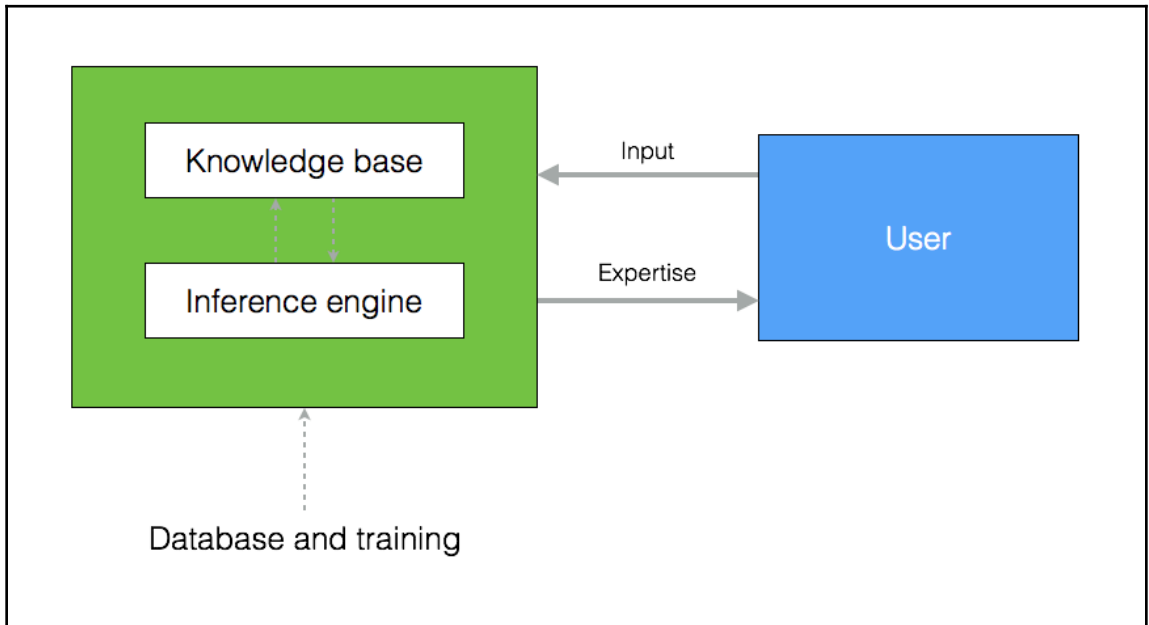 Knowledge base
Input
User
Expertise
Inference engine
Database and training